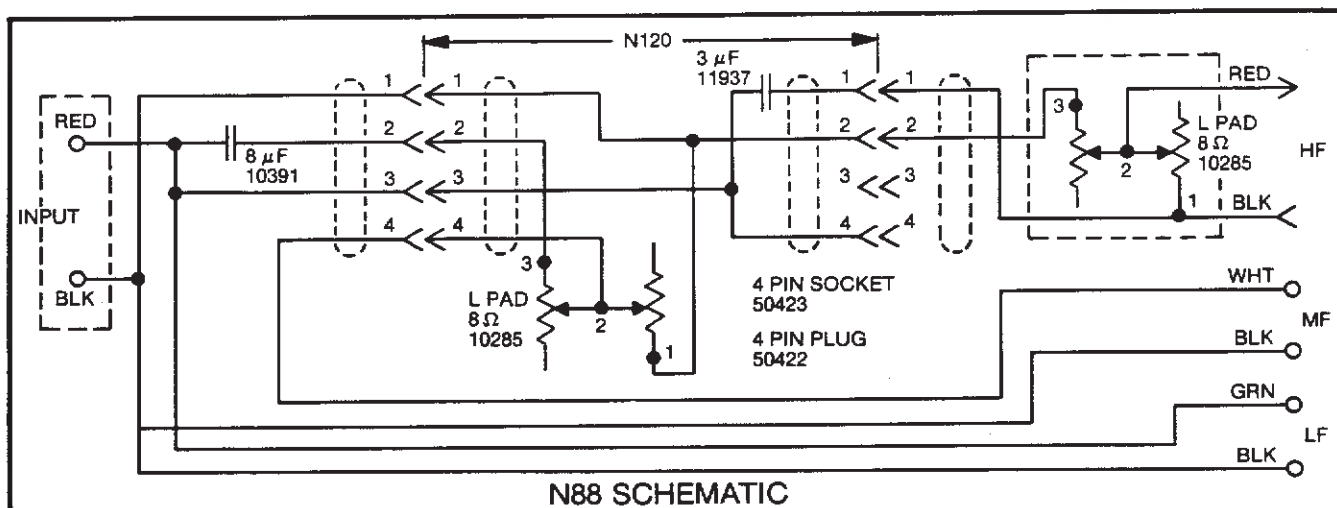 N120
3 µF
11937
1 1
1 1
RED
RED
2 2
2 2
3
L PAD
8 Ω
10285
2
HF
8 µF
10391
3 3
3 3
INPUT
1
BLK
4 4
4 4
BLK
3
L PAD
8 Ω
10285
2
1
4 PIN SOCKET
50423
4 PIN PLUG
50422
WHT
MF
BLK
GRN
LF
BLK
N88 SCHEMATIC